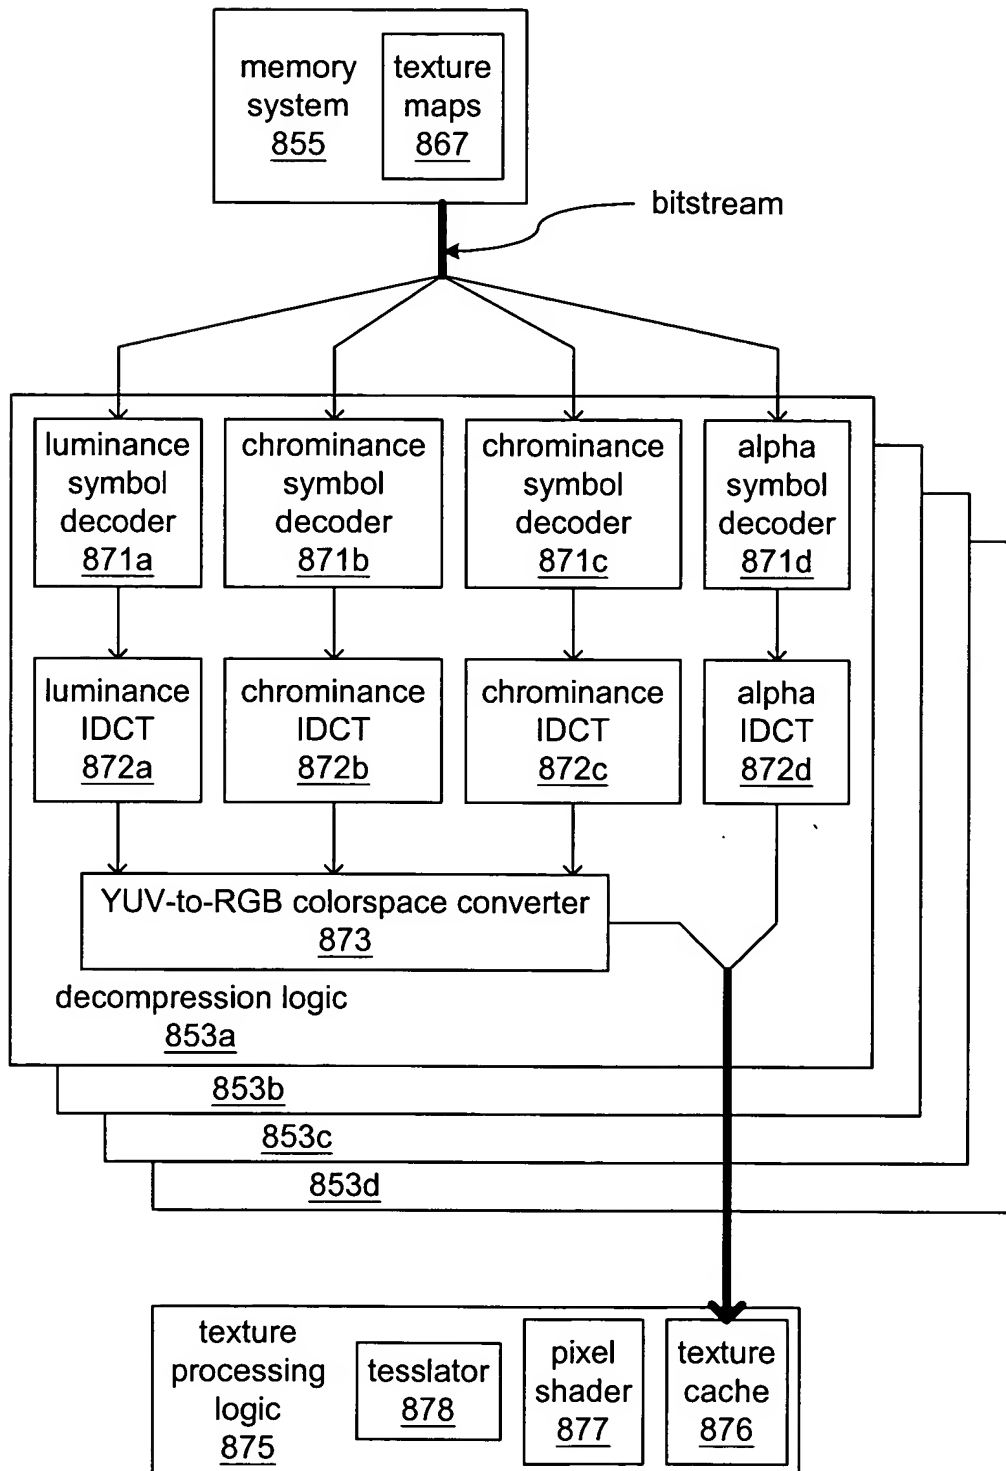 memory
system
855
texture
maps
867
bitstream
luminance
symbol
decoder
871a
chrominance
symbol
decoder
871b
chrominance
symbol
decoder
871c
alpha
symbol
decoder
871d
luminance
IDCT
872a
chrominance
IDCT
872b
chrominance
IDCT
872c
alpha
IDCT
872d
YUV-to-RGB colorspace converter
873
decompression logic
853a
853b
853c
853d
texture
processing
logic
875
tesslator
878
pixel
shader
877
texture
cache
876